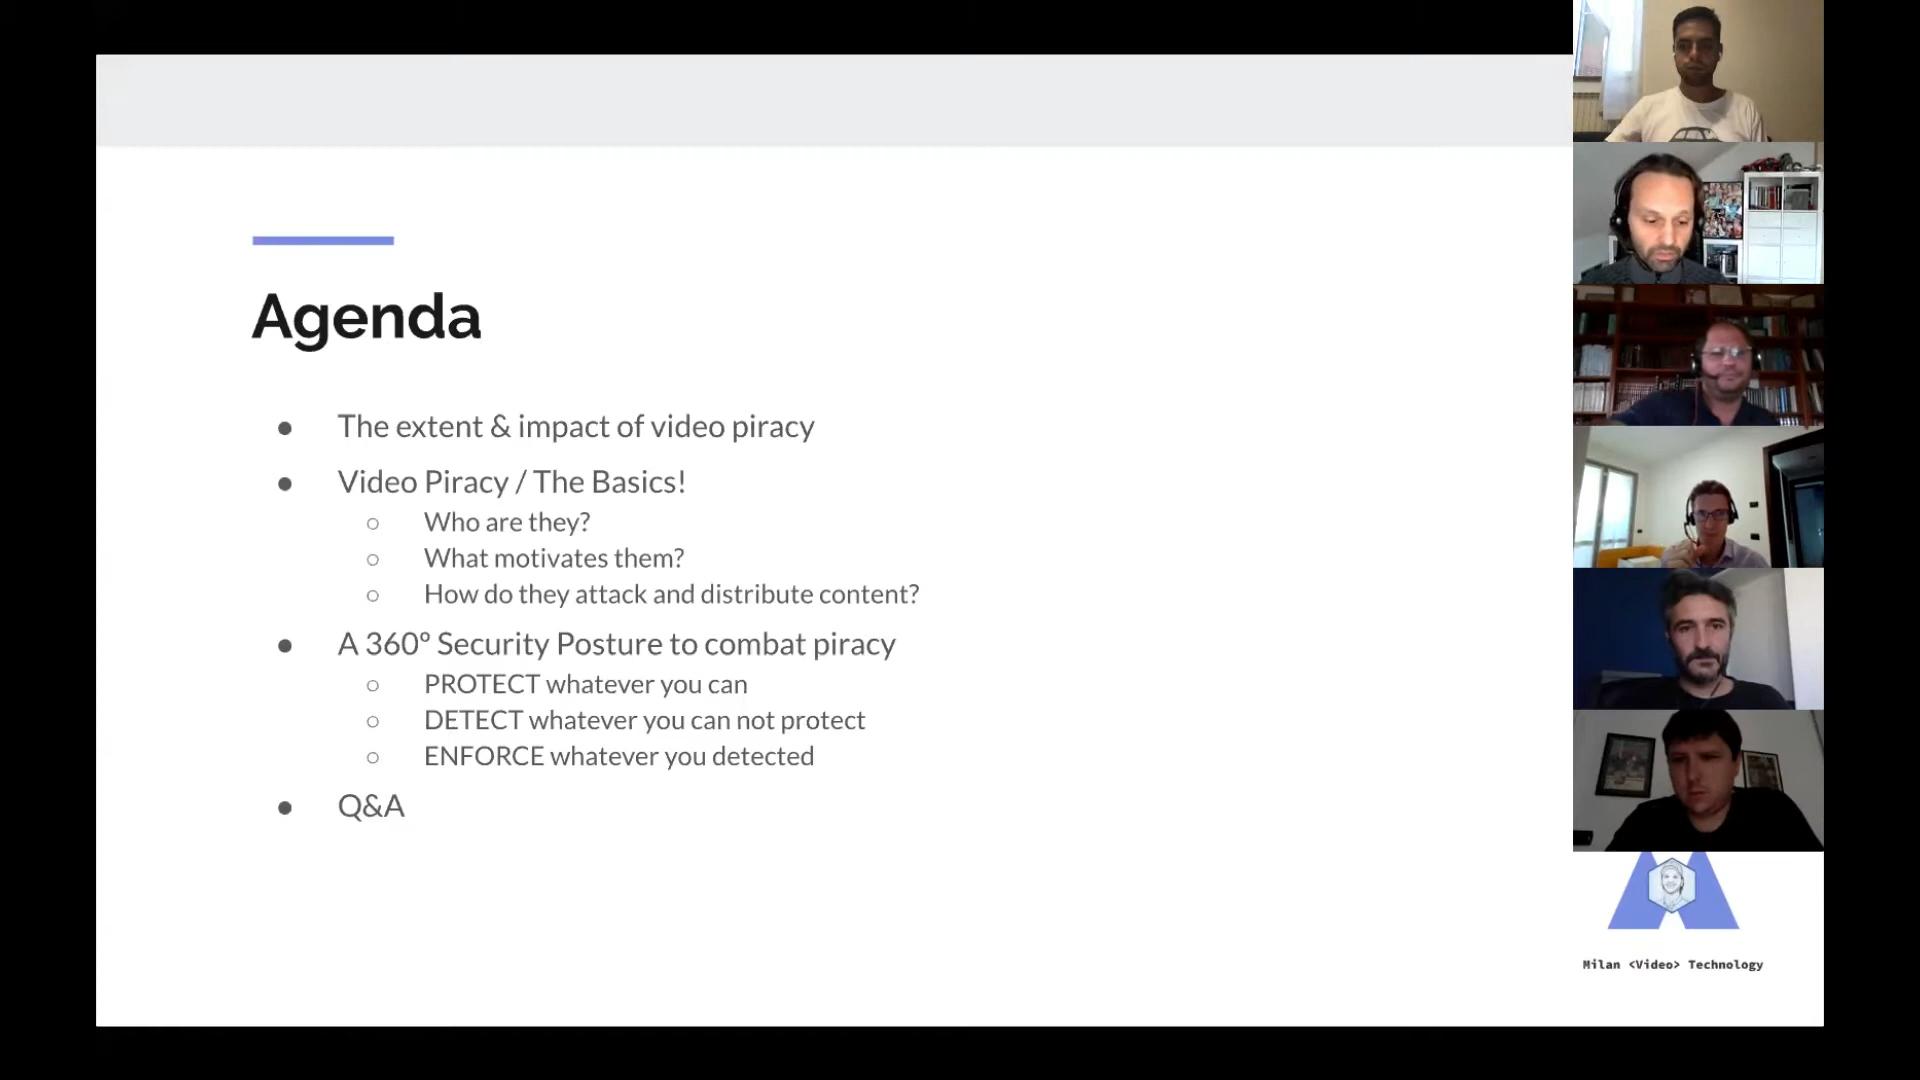 Agenda
● The extent & impact of video piracy
● Video Piracy / The Basics!
○ Who are they?
○ What motivates them?
○ How do they attack and distribute content?
● A 360º Security Posture to combat piracy
○ PROTECT whatever you can
○ DETECT whatever you can not protect
○ ENFORCE whatever you detected
● Q&A
Milan <Video> Technology